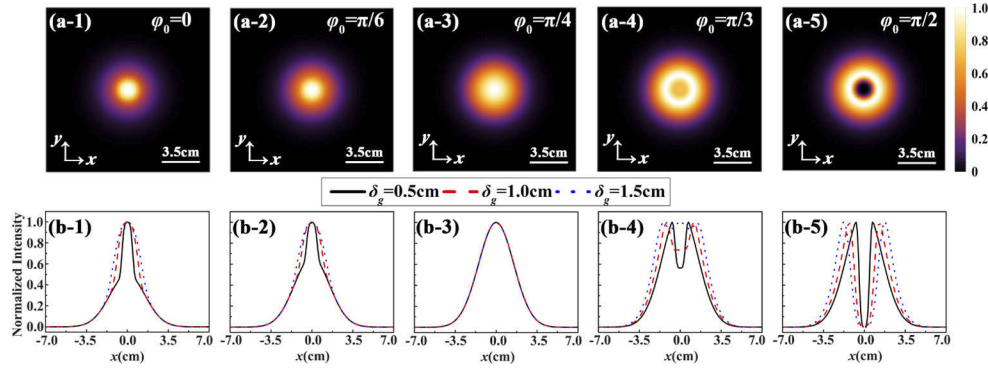 (a-1) φ₀=0 (a-2) φ₀=π/6 (a-3) φ₀=π/4 (a-4) φ₀=π/3 (a-5) φ₀=π/2 1.0
0.8
0.6
0.4
0.2
0
y x 3.5cm y x 3.5cm y x 3.5cm y x 3.5cm y x 3.5cm
δg=0.5cm δg=1.0cm δg=1.5cm
Normalized Intensity
(b-1) (b-2) (b-3) (b-4) (b-5)
1.0
0.8
0.6
0.4
0.2
0.0
-7.0 -3.5 0.0 3.5 7.0 -7.0 -3.5 0.0 3.5 7.0 -7.0 -3.5 0.0 3.5 7.0 -7.0 -3.5 0.0 3.5 7.0 -7.0 -3.5 0.0 3.5 7.0
x(cm) x(cm) x(cm) x(cm) x(cm)